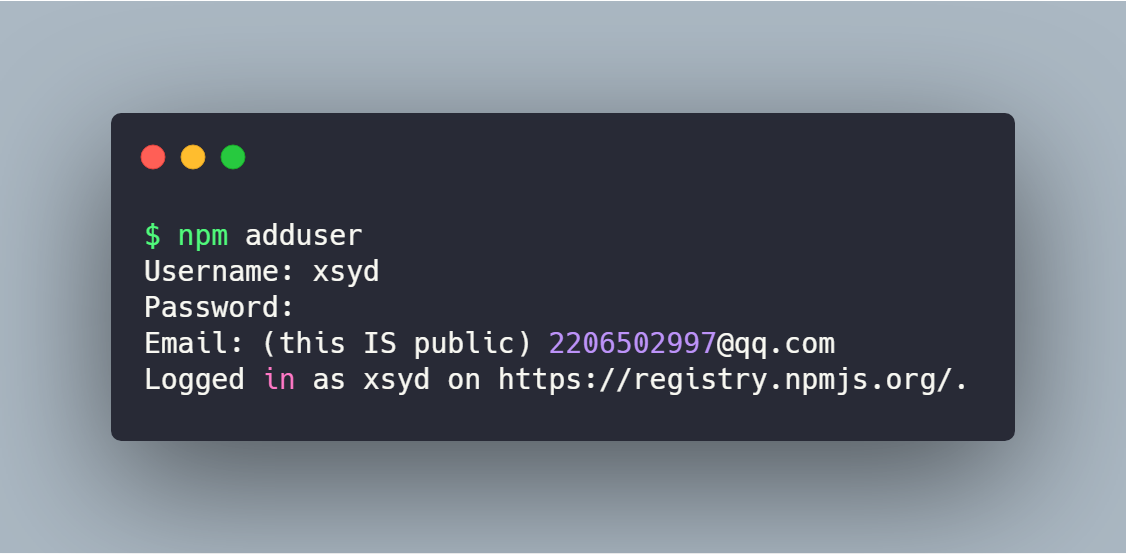 $ npm adduser
Username: xsyd
Password:
Email: (this IS public) 2206502997@qq.com
Logged in as xsyd on https://registry.npmjs.org/.